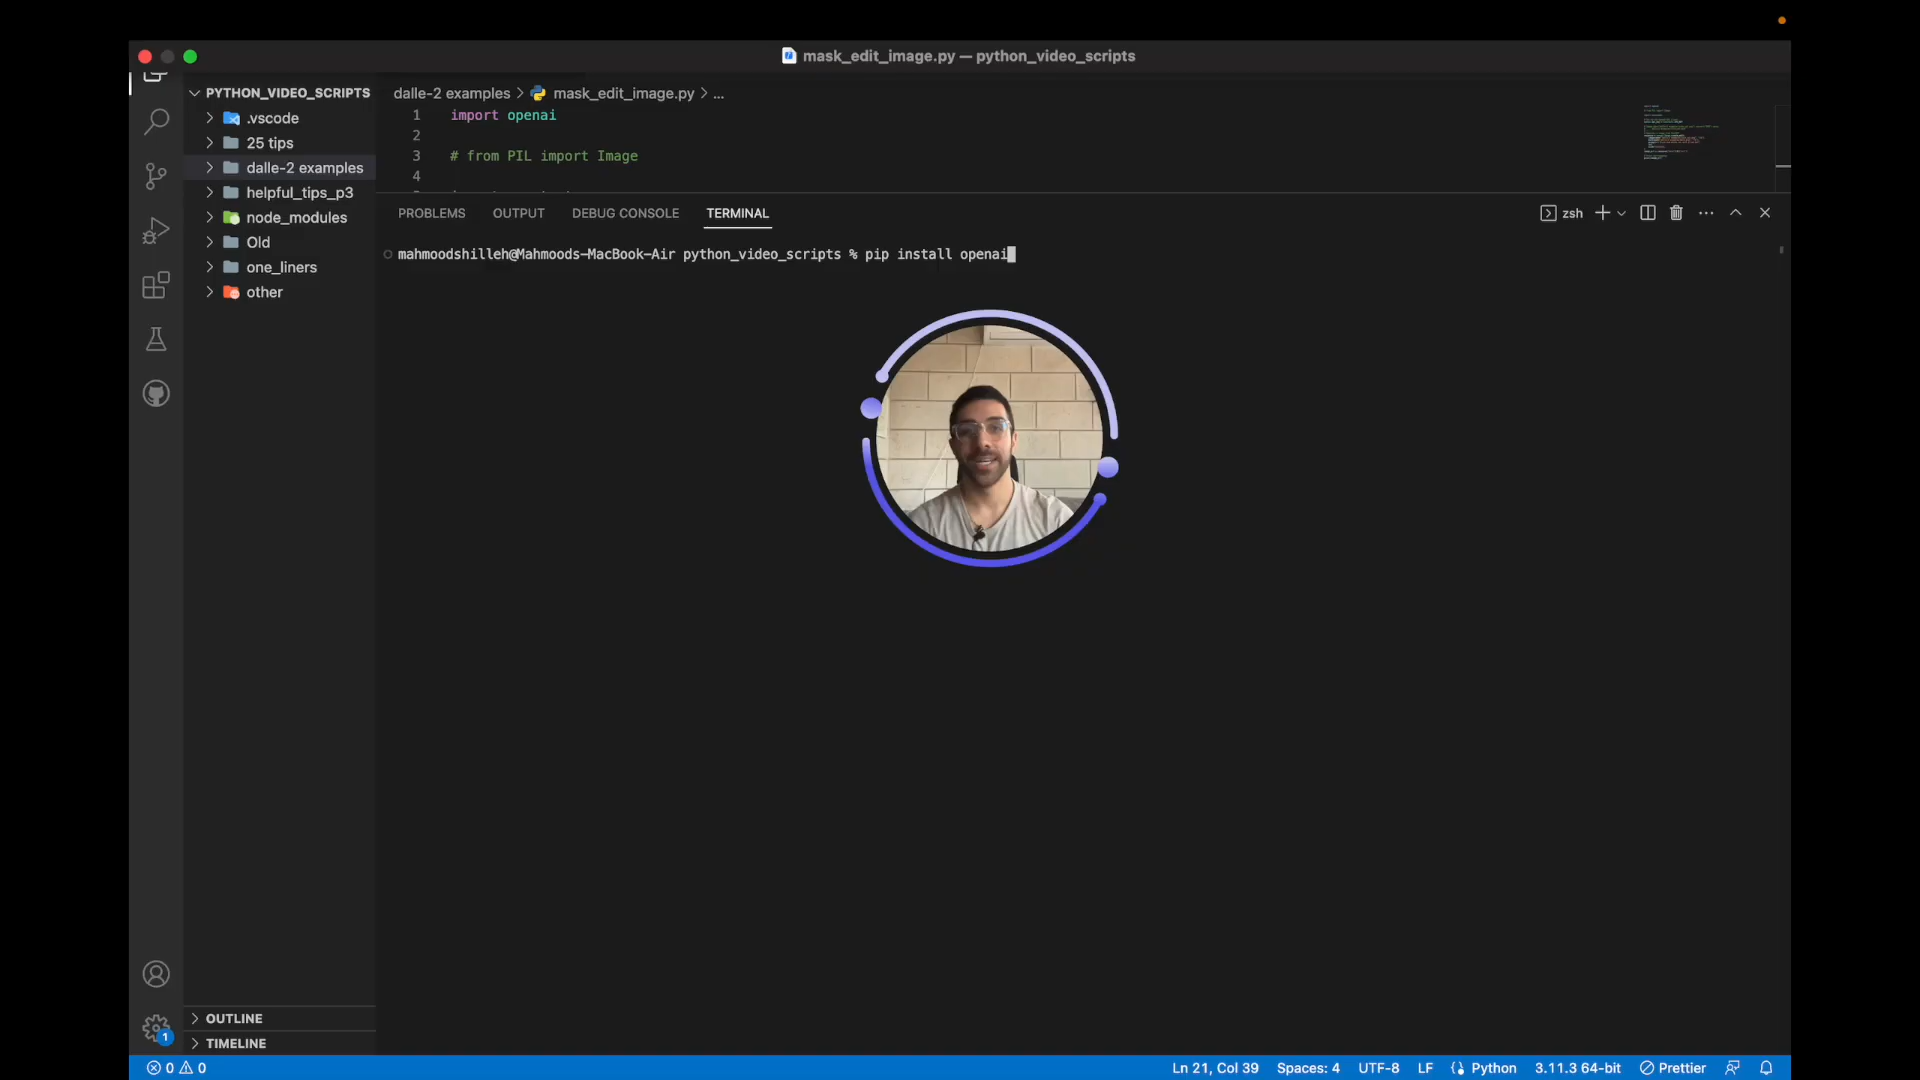 mask_edit_image.py — python_video_scripts
PYTHON_VIDEO_SCRIPTS
.vscode
25 tips
dalle-2 examples
helpful_tips_p3
node_modules
Old
one_liners
other
OUTLINE
TIMELINE
dalle-2 examples > mask_edit_image.py > ...
1 import openai
2
3 # from PIL import Image
4
PROBLEMS OUTPUT DEBUG CONSOLE TERMINAL
zsh
mahmoodshilleh@Mahmoods-MacBook-Air python_video_scripts % pip install openai
1
0 0
Ln 21, Col 39 Spaces: 4 UTF-8 LF Python 3.11.3 64-bit Prettier